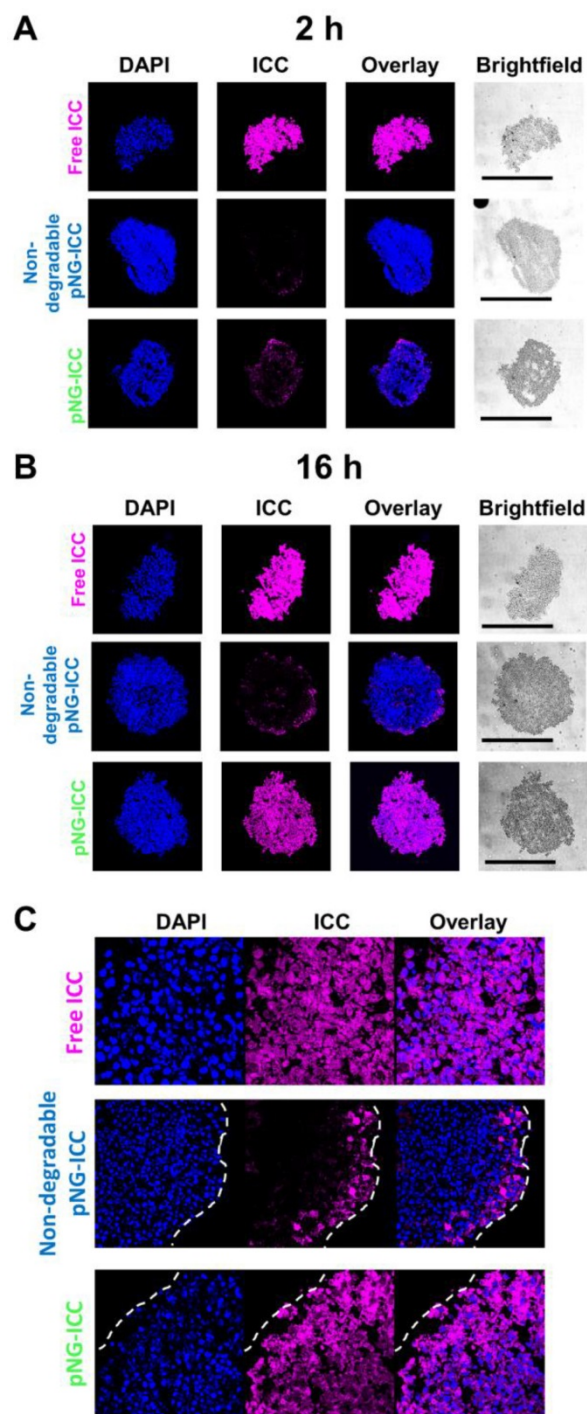 A
2 h
DAPI ICC Overlay Brightfield
Free ICC
Non-
degradable
pNG-ICC
pNG-ICC
B
16 h
DAPI ICC Overlay Brightfield
Free ICC
Non-
degradable
pNG-ICC
pNG-ICC
C
DAPI ICC Overlay
Free ICC
Non-degradable
pNG-ICC
pNG-ICC